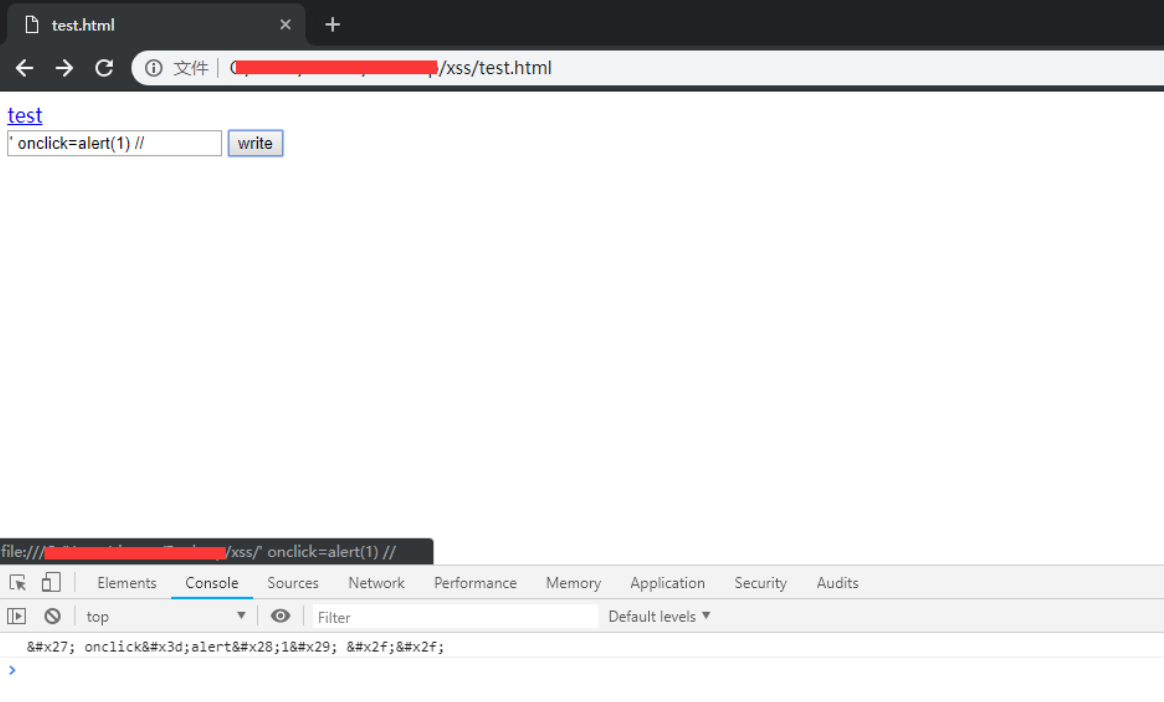 test.html
文件 /xss/test.html
test
' onclick=alert(1) // write
file:/// /xss/' onclick=alert(1) //
Elements Console Sources Network Performance Memory Application Security Audits
top Filter Default levels
&#x27; onclick&#x3d;alert&#x28;1&#x29; &#x2f;&#x2f;